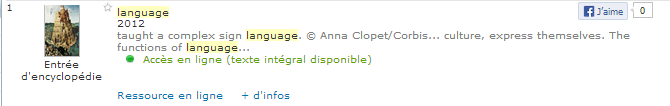 1
language
J'aime 0
2012
taught a complex sign language. © Anna Clopet/Corbis... culture, express themselves. The
functions of language...
Accès en ligne (texte intégral disponible)
Entrée
d'encyclopédie
Ressource en ligne + d'infos